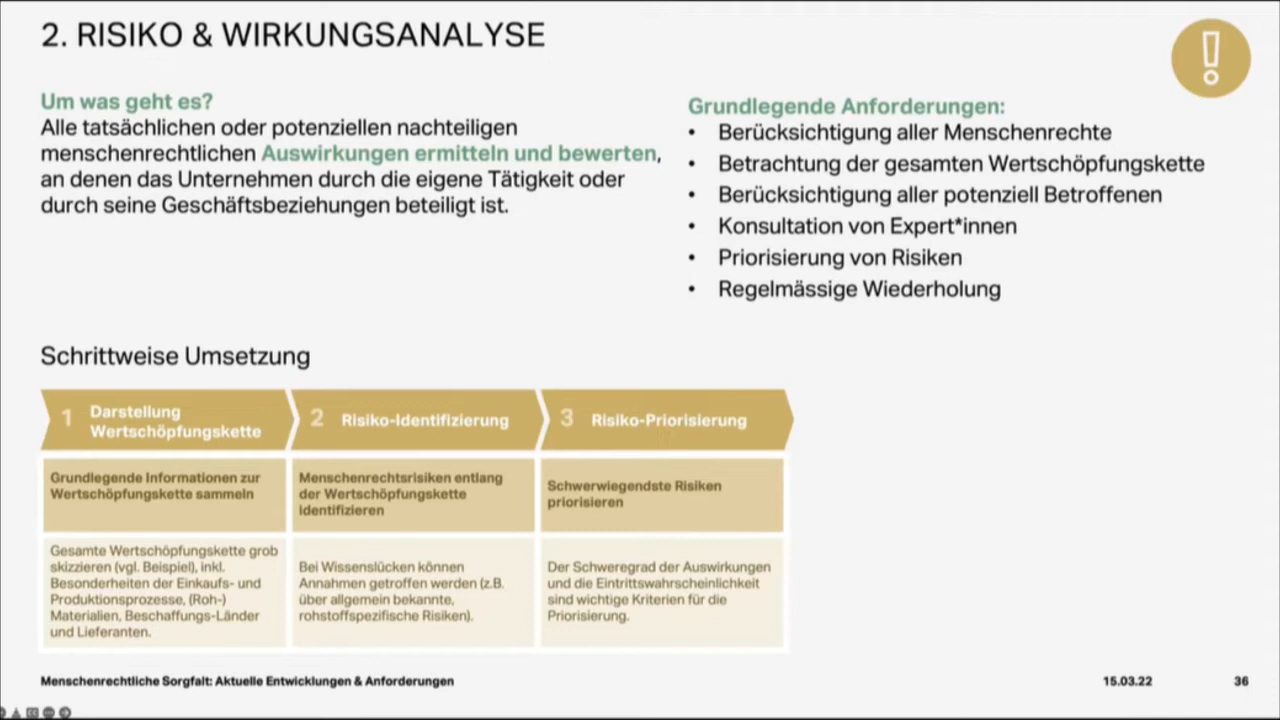 2. RISIKO & WIRKUNGSANALYSE
Um was geht es?
Alle tatsächlichen oder potenziellen nachteiligen
menschenrechtlichen Auswirkungen ermitteln und bewerten,
an denen das Unternehmen durch die eigene Tätigkeit oder
durch seine Geschäftsbeziehungen beteiligt ist.
Grundlegende Anforderungen:
• Berücksichtigung aller Menschenrechte
• Betrachtung der gesamten Wertschöpfungskette
• Berücksichtigung aller potenziell Betroffenen
• Konsultation von Expert*innen
• Priorisierung von Risiken
• Regelmässige Wiederholung
Schrittweise Umsetzung
1 Darstellung
Wertschöpfungskette
Grundlegende Informationen zur
Wertschöpfungskette sammeln
Gesamte Wertschöpfungskette grob
skizzieren (vgl. Beispiel), inkl.
Besonderheiten der Einkaufs- und
Produktionsprozesse, (Roh-)
Materialien, Beschaffungs-Länder
und Lieferanten.
2 Risiko-Identifizierung
Menschenrechtsrisiken entlang
der Wertschöpfungskette
identifizieren
Bei Wissenslücken können
Annahmen getroffen werden (z.B.
über allgemein bekannte,
rohstoffspezifische Risiken).
3 Risiko-Priorisierung
Schwerwiegendste Risiken
priorisieren
Der Schweregrad der Auswirkungen
und die Eintrittswahrscheinlichkeit
sind wichtige Kriterien für die
Priorisierung.
Menschenrechtliche Sorgfalt: Aktuelle Entwicklungen & Anforderungen
15.03.22
36